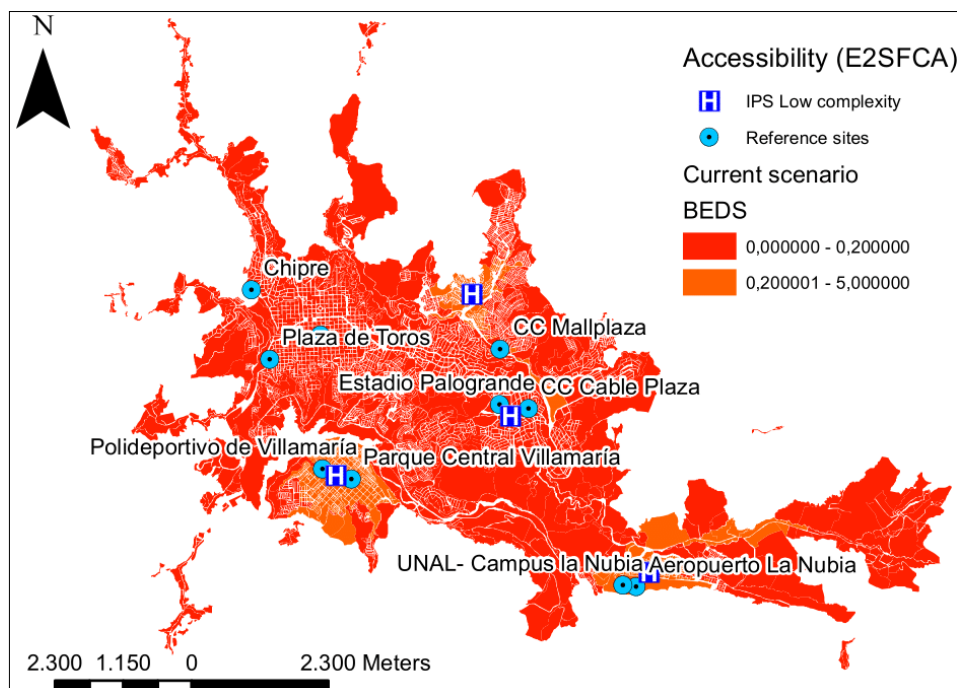 N
Accessibility (E2SFCA)
H IPS Low complexity
Reference sites
Current scenario
BEDS
0,000000 - 0,200000
0,200001 - 5,000000
Chipre
H
Plaza de Toros
CC Mallplaza
Estadio Palogrande
CC Cable Plaza
H
Polideportivo de Villamaría
Parque Central Villamaría
H
UNAL- Campus la Nubia
Aeropuerto La Nubia
H
2.300 1.150 0 2.300 Meters